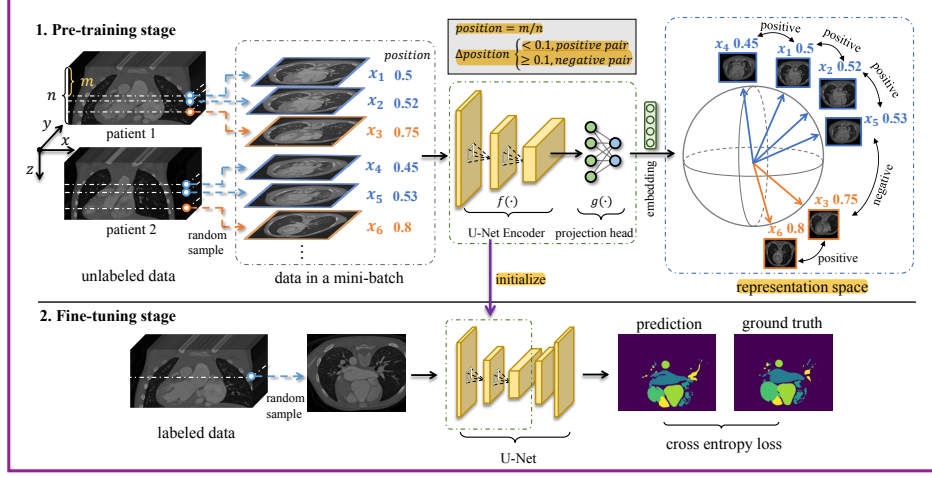 1. Pre-training stage
m
n
y
x
z
patient 1
patient 2
random
sample
unlabeled data
position
x1 0.5
x2 0.52
x3 0.75
x4 0.45
x5 0.53
x6 0.8
⋮
data in a mini-batch
position = m/n
Δposition { < 0.1, positive pair
≥ 0.1, negative pair
f(·)
g(·)
U-Net Encoder
projection head
embedding
x4 0.45
x1 0.5
x2 0.52
x5 0.53
x3 0.75
x6 0.8
positive
positive
positive
negative
positive
representation space
initialize
2. Fine-tuning stage
random
sample
labeled data
U-Net
prediction
ground truth
cross entropy loss